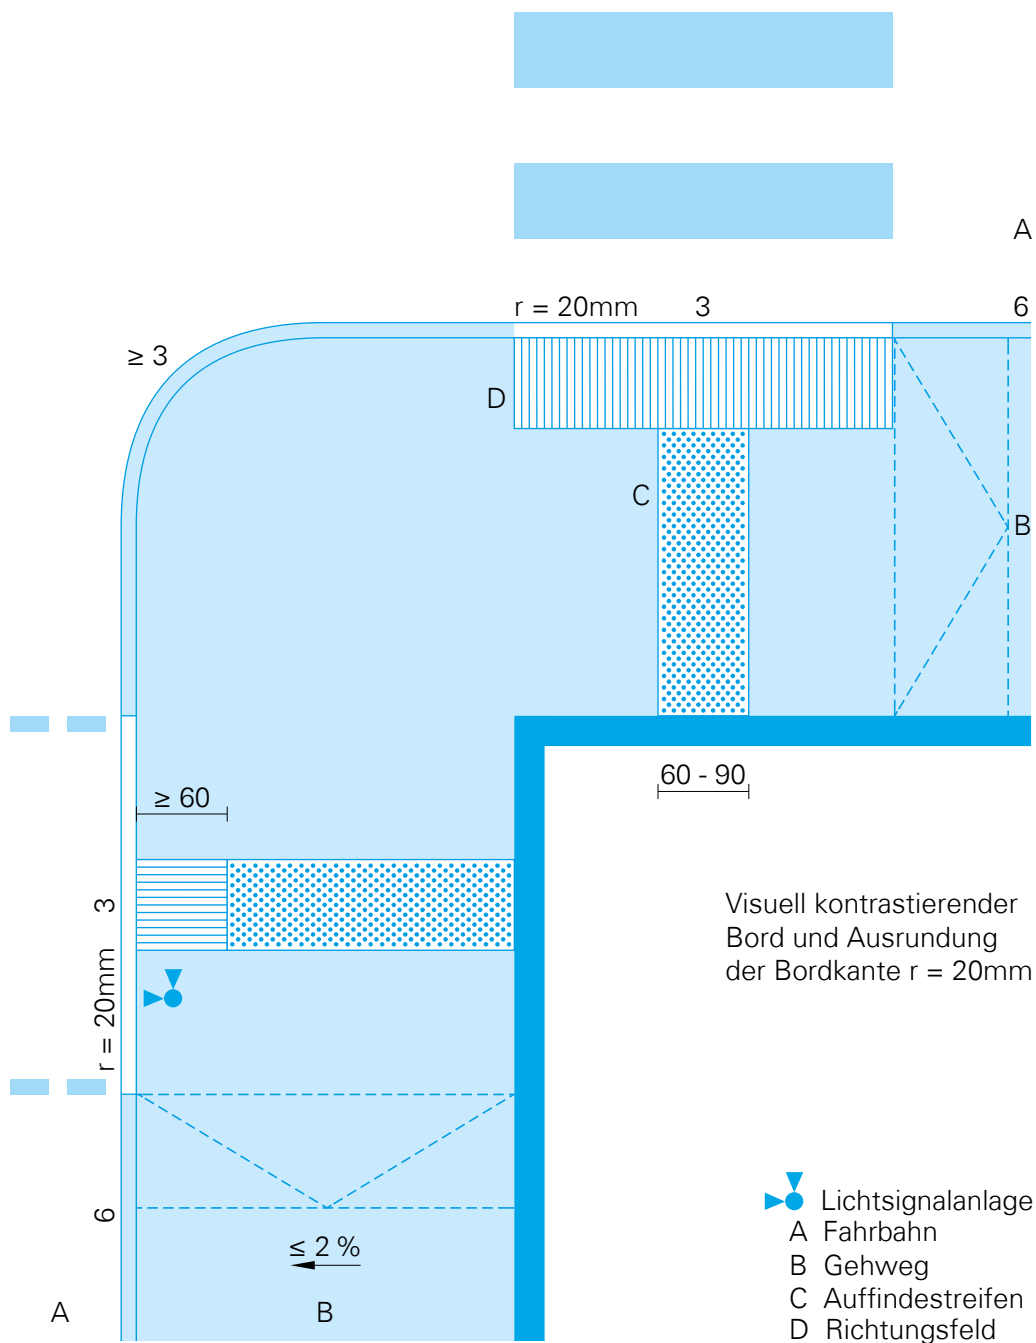 A
r = 20mm
3
6
≥ 3
D
C
B
60 - 90
≥ 60
3
r = 20mm
Visuell kontrastierender
Bord und Ausrundung
der Bordkante r = 20mm
6
≤ 2 %
A
B
Lichtsignalanlage
A Fahrbahn
B Gehweg
C Auffindestreifen
D Richtungsfeld